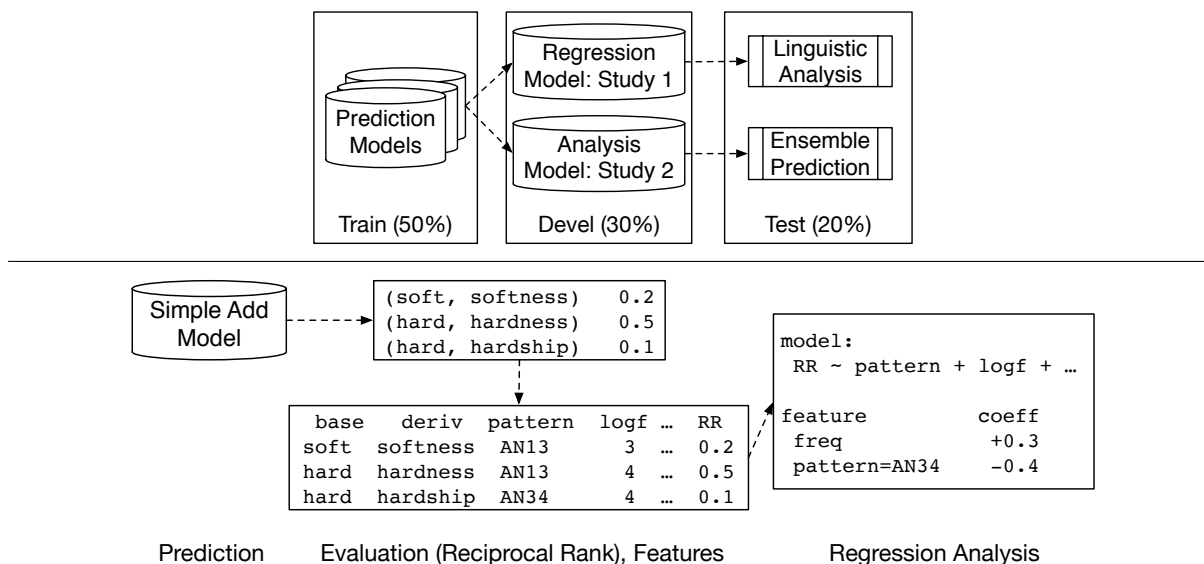 Prediction
Models
Train (50%)
Regression
Model: Study 1
Analysis
Model: Study 2
Devel (30%)
Linguistic
Analysis
Ensemble
Prediction
Test (20%)
Simple Add
Model
(soft, softness) 0.2
(hard, hardness) 0.5
(hard, hardship) 0.1
base deriv pattern logf … RR
soft softness AN13 3 … 0.2
hard hardness AN13 4 … 0.5
hard hardship AN34 4 … 0.1
model:
RR ~ pattern + logf + …
feature coeff
freq +0.3
pattern=AN34 −0.4
Prediction
Evaluation (Reciprocal Rank), Features
Regression Analysis